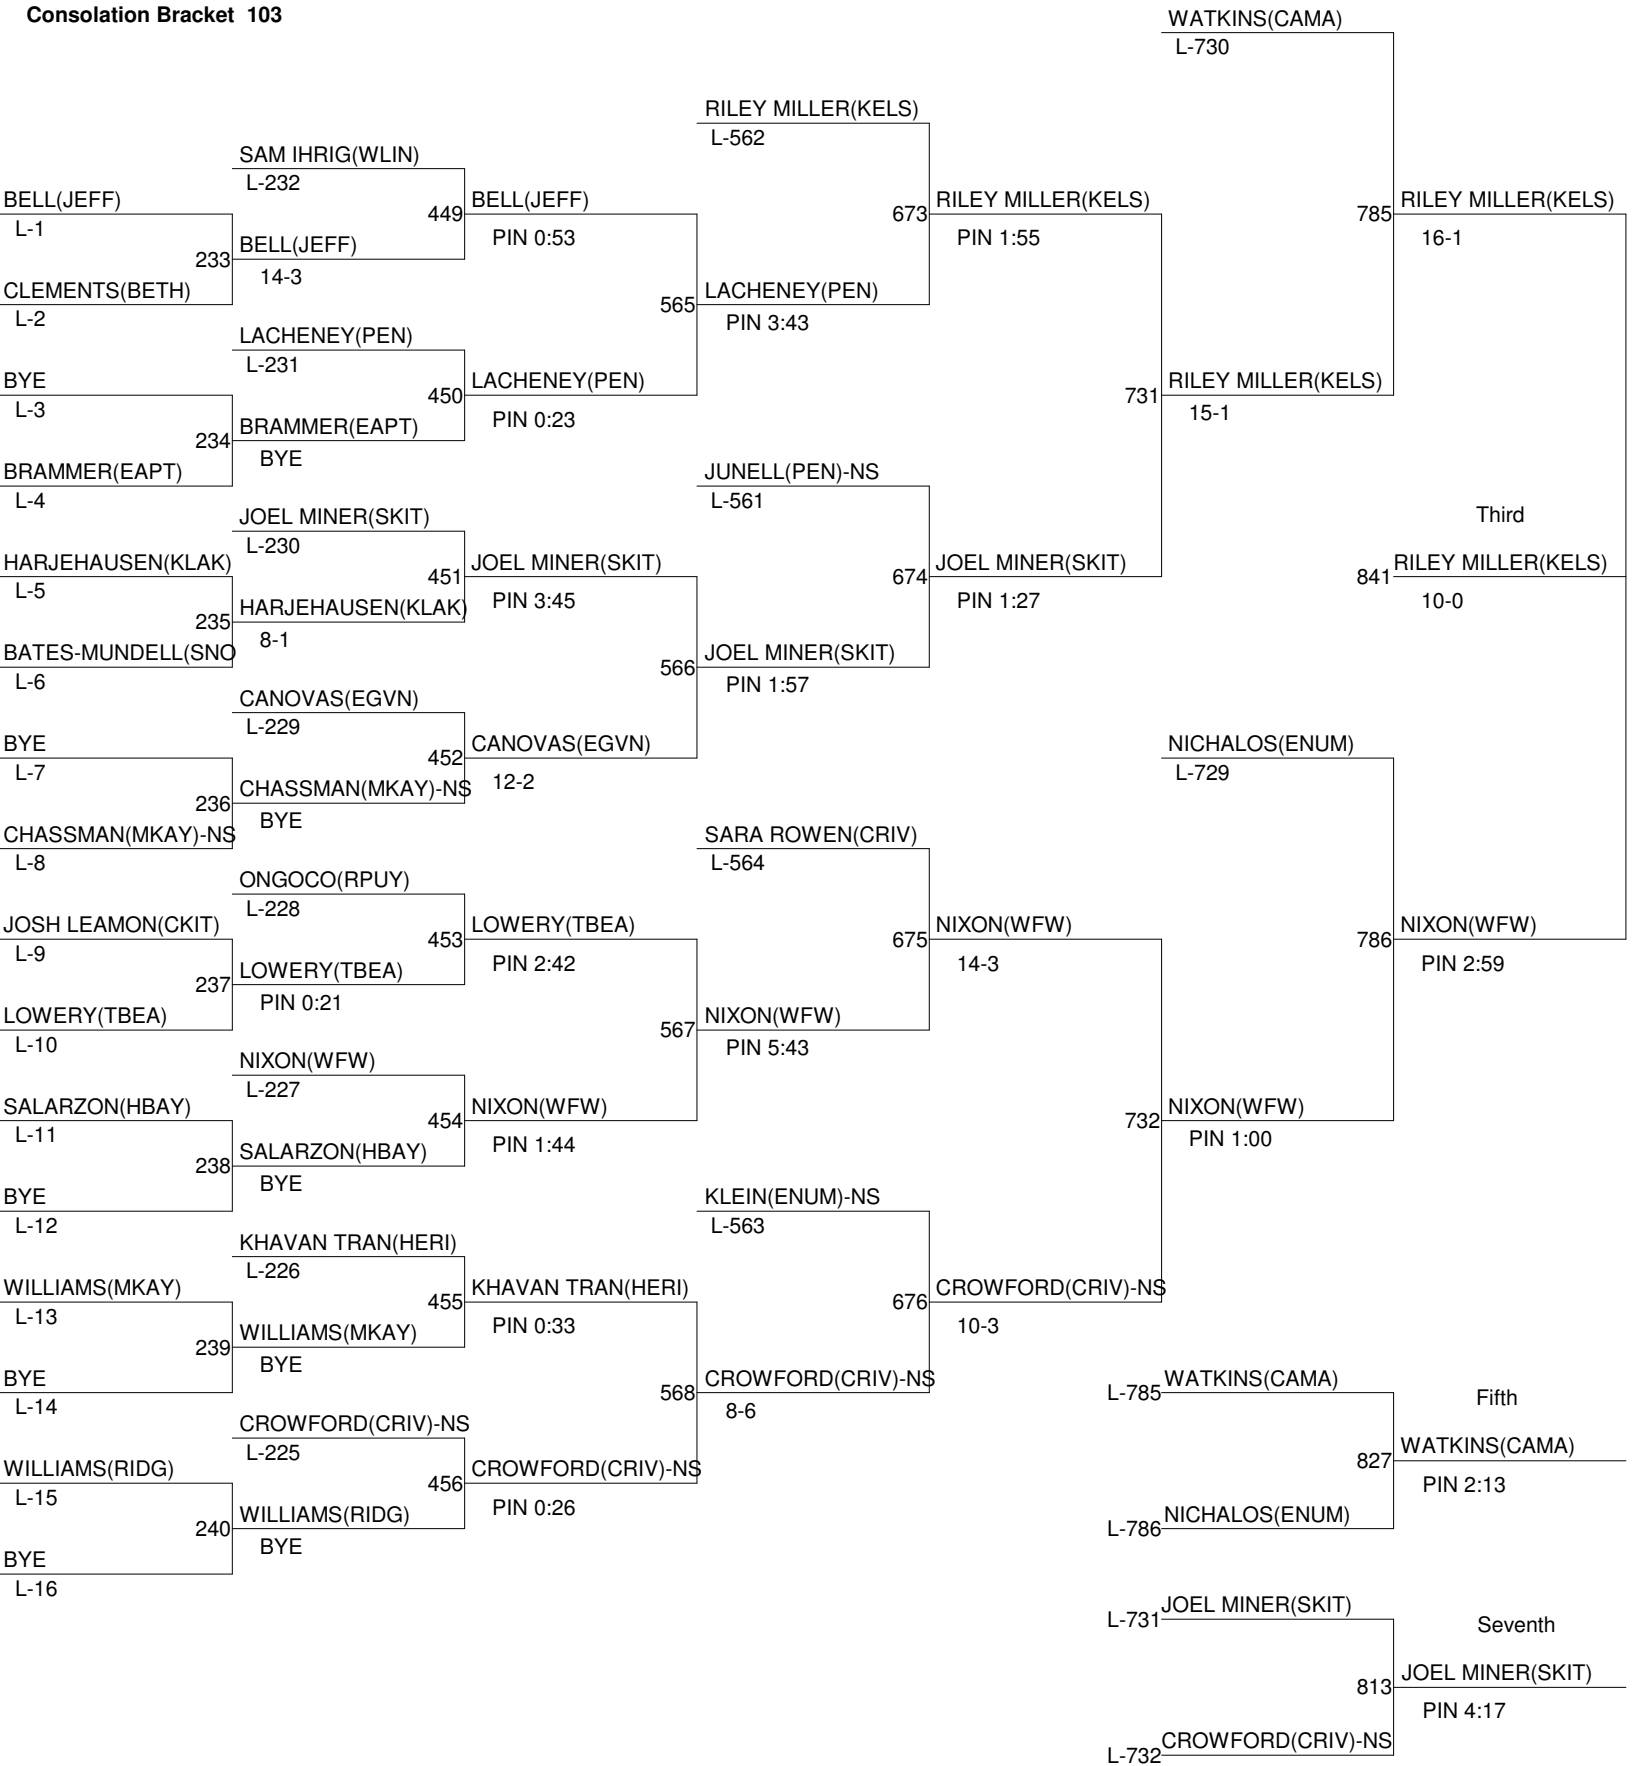 Consolation Bracket 103
WATKINS(CAMA)
L-730
RILEY MILLER(KELS)
L-562
SAM IHRIG(WLIN)
L-232
BELL(JEFF)
L-1
449
BELL(JEFF)
PIN 0:53
673
RILEY MILLER(KELS)
PIN 1:55
785
RILEY MILLER(KELS)
16-1
233
BELL(JEFF)
14-3
CLEMENTS(BETH)
L-2
565
LACHENEY(PEN)
PIN 3:43
LACHENEY(PEN)
L-231
BYE
L-3
450
LACHENEY(PEN)
PIN 0:23
731
RILEY MILLER(KELS)
15-1
234
BRAMMER(EAPT)
BYE
BRAMMER(EAPT)
L-4
JUNELL(PEN)-NS
L-561
JOEL MINER(SKIT)
L-230
Third
HARJEHAUSEN(KLAK)
L-5
451
JOEL MINER(SKIT)
PIN 3:45
674
JOEL MINER(SKIT)
PIN 1:27
841
RILEY MILLER(KELS)
10-0
235
HARJEHAUSEN(KLAK)
8-1
BATES-MUNDELL(SNO
L-6
566
JOEL MINER(SKIT)
PIN 1:57
CANOVAS(EGVN)
L-229
BYE
L-7
452
CANOVAS(EGVN)
12-2
NICHALOS(ENUM)
L-729
236
CHASSMAN(MKAY)-NS
BYE
CHASSMAN(MKAY)-NS
L-8
SARA ROWEN(CRIV)
L-564
ONGOCO(RPUY)
L-228
JOSH LEAMON(CKIT)
L-9
453
LOWERY(TBEA)
PIN 2:42
675
NIXON(WFW)
14-3
786
NIXON(WFW)
PIN 2:59
237
LOWERY(TBEA)
PIN 0:21
LOWERY(TBEA)
L-10
567
NIXON(WFW)
PIN 5:43
NIXON(WFW)
L-227
SALARZON(HBAY)
L-11
454
NIXON(WFW)
PIN 1:44
732
NIXON(WFW)
PIN 1:00
238
SALARZON(HBAY)
BYE
BYE
L-12
KLEIN(ENUM)-NS
L-563
KHAVAN TRAN(HERI)
L-226
WILLIAMS(MKAY)
L-13
455
KHAVAN TRAN(HERI)
PIN 0:33
676
CROWFORD(CRIV)-NS
10-3
239
WILLIAMS(MKAY)
BYE
BYE
L-14
568
CROWFORD(CRIV)-NS
8-6
L-785
WATKINS(CAMA)
Fifth
CROWFORD(CRIV)-NS
L-225
WILLIAMS(RIDG)
L-15
456
CROWFORD(CRIV)-NS
PIN 0:26
827
WATKINS(CAMA)
PIN 2:13
240
WILLIAMS(RIDG)
BYE
L-786
NICHALOS(ENUM)
BYE
L-16
L-731
JOEL MINER(SKIT)
Seventh
813
JOEL MINER(SKIT)
PIN 4:17
L-732
CROWFORD(CRIV)-NS